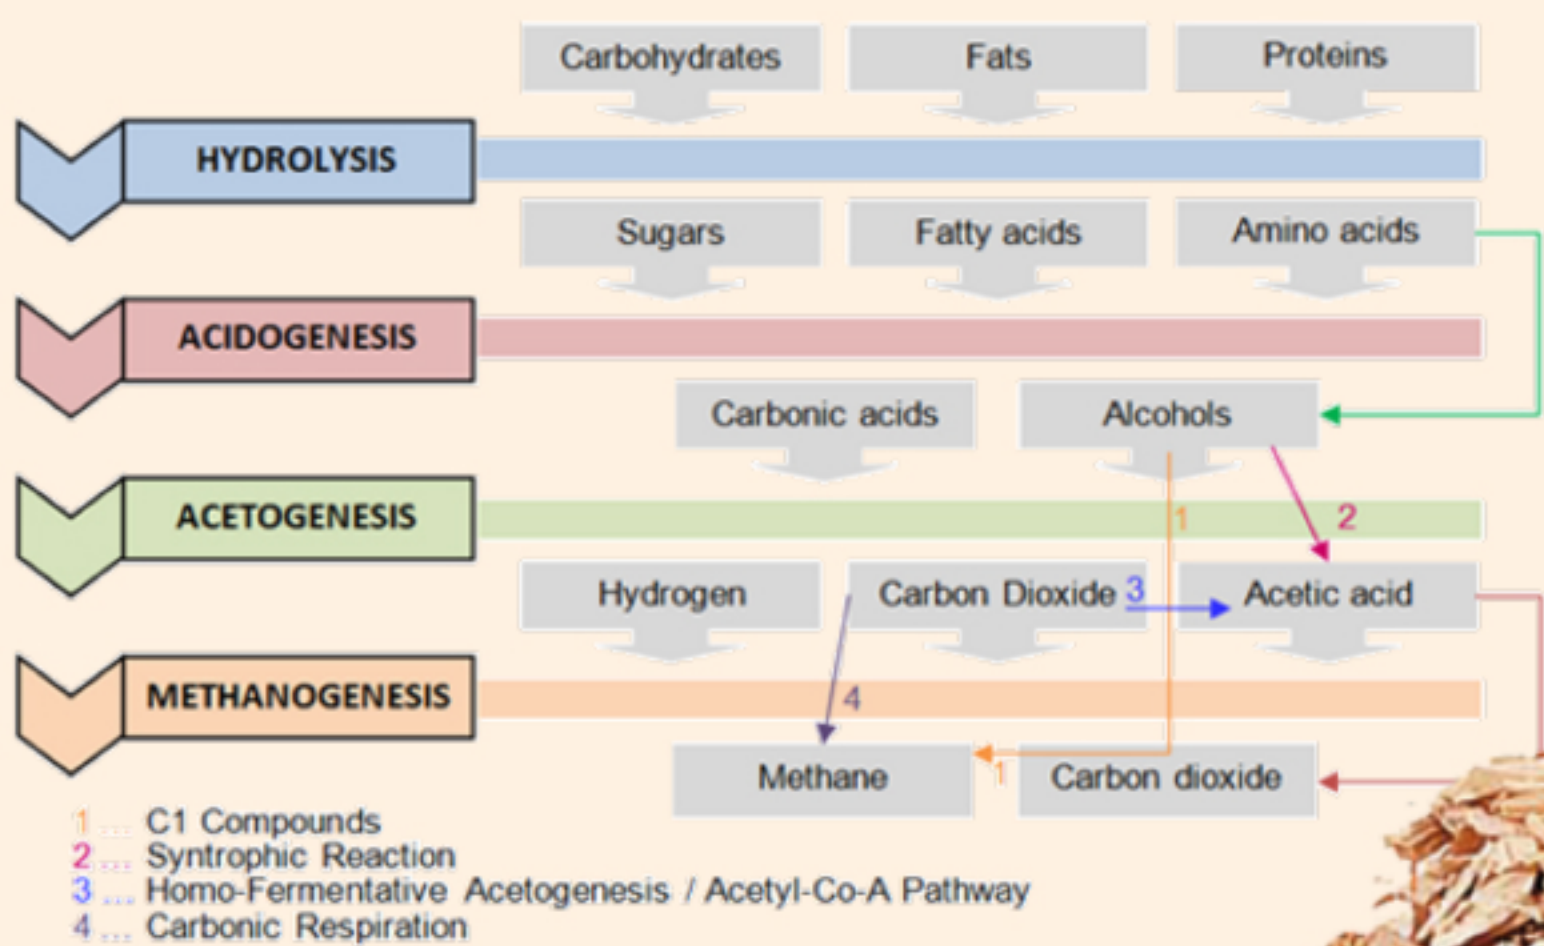 Carbohydrates Fats Proteins
HYDROLYSIS
Sugars Fatty acids Amino acids
ACIDOGENESIS
Carbonic acids Alcohols
ACETOGENESIS 1 2
Hydrogen Carbon Dioxide 3 Acetic acid
METHANOGENESIS 4
Methane 1 Carbon dioxide
1 ... C1 Compounds
2 ... Syntrophic Reaction
3 ... Homo-Fermentative Acetogenesis / Acetyl-Co-A Pathway
4 ... Carbonic Respiration